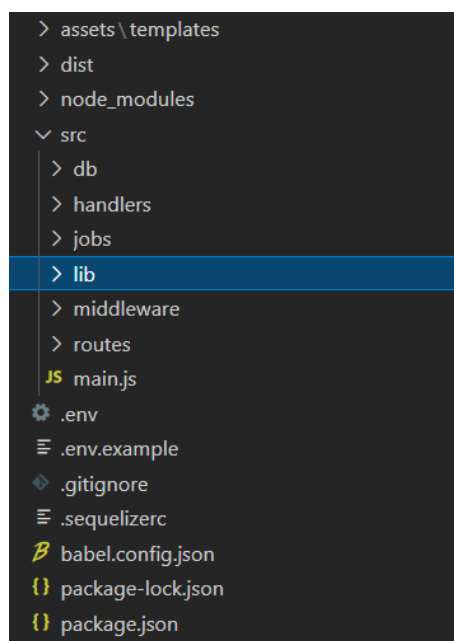 assets\templates
dist
node_modules
src
db
handlers
jobs
lib
middleware
routes
JS main.js
.env
.env.example
.gitignore
.sequelizerc
babel.config.json
{} package-lock.json
{} package.json